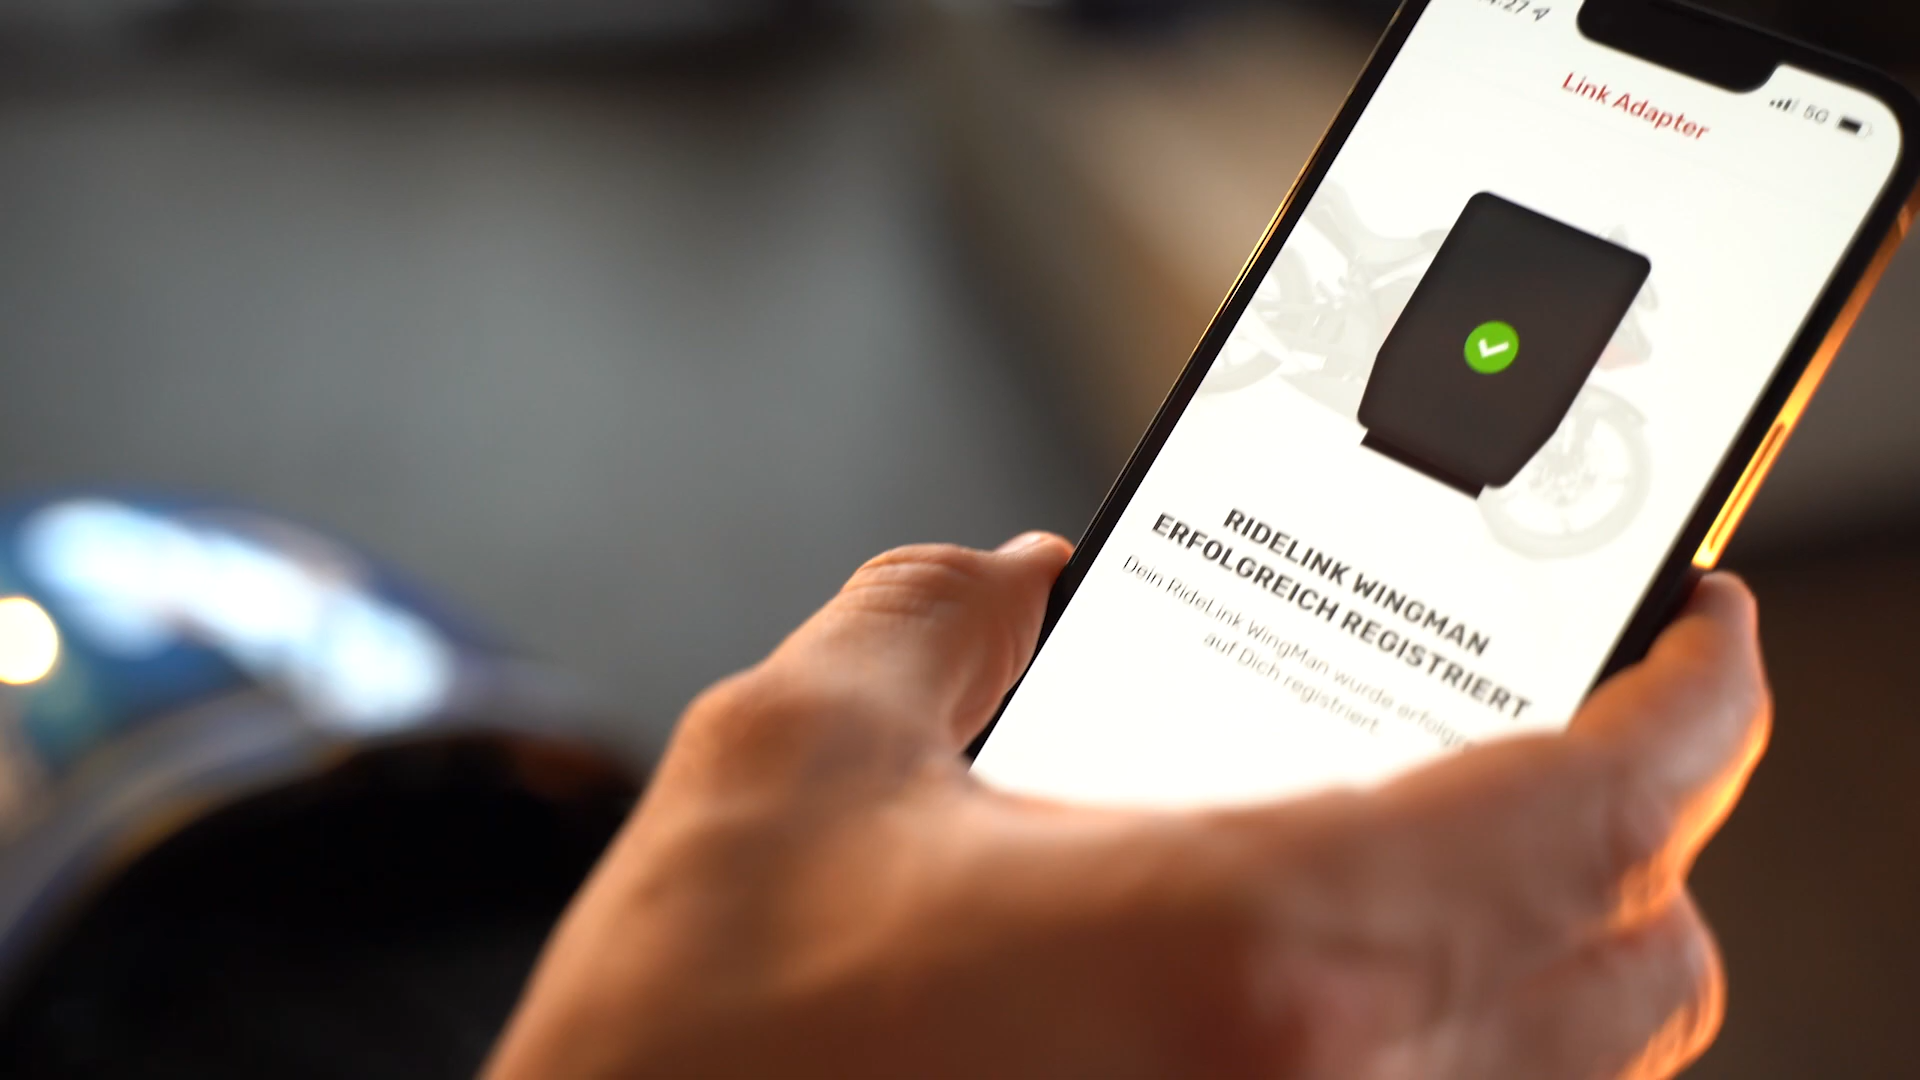 5G
Link Adapter
RIDELINK WINGMAN
ERFOLGREICH REGISTRIERT
Dein RideLink WingMan wurde
auf Dich registriert.